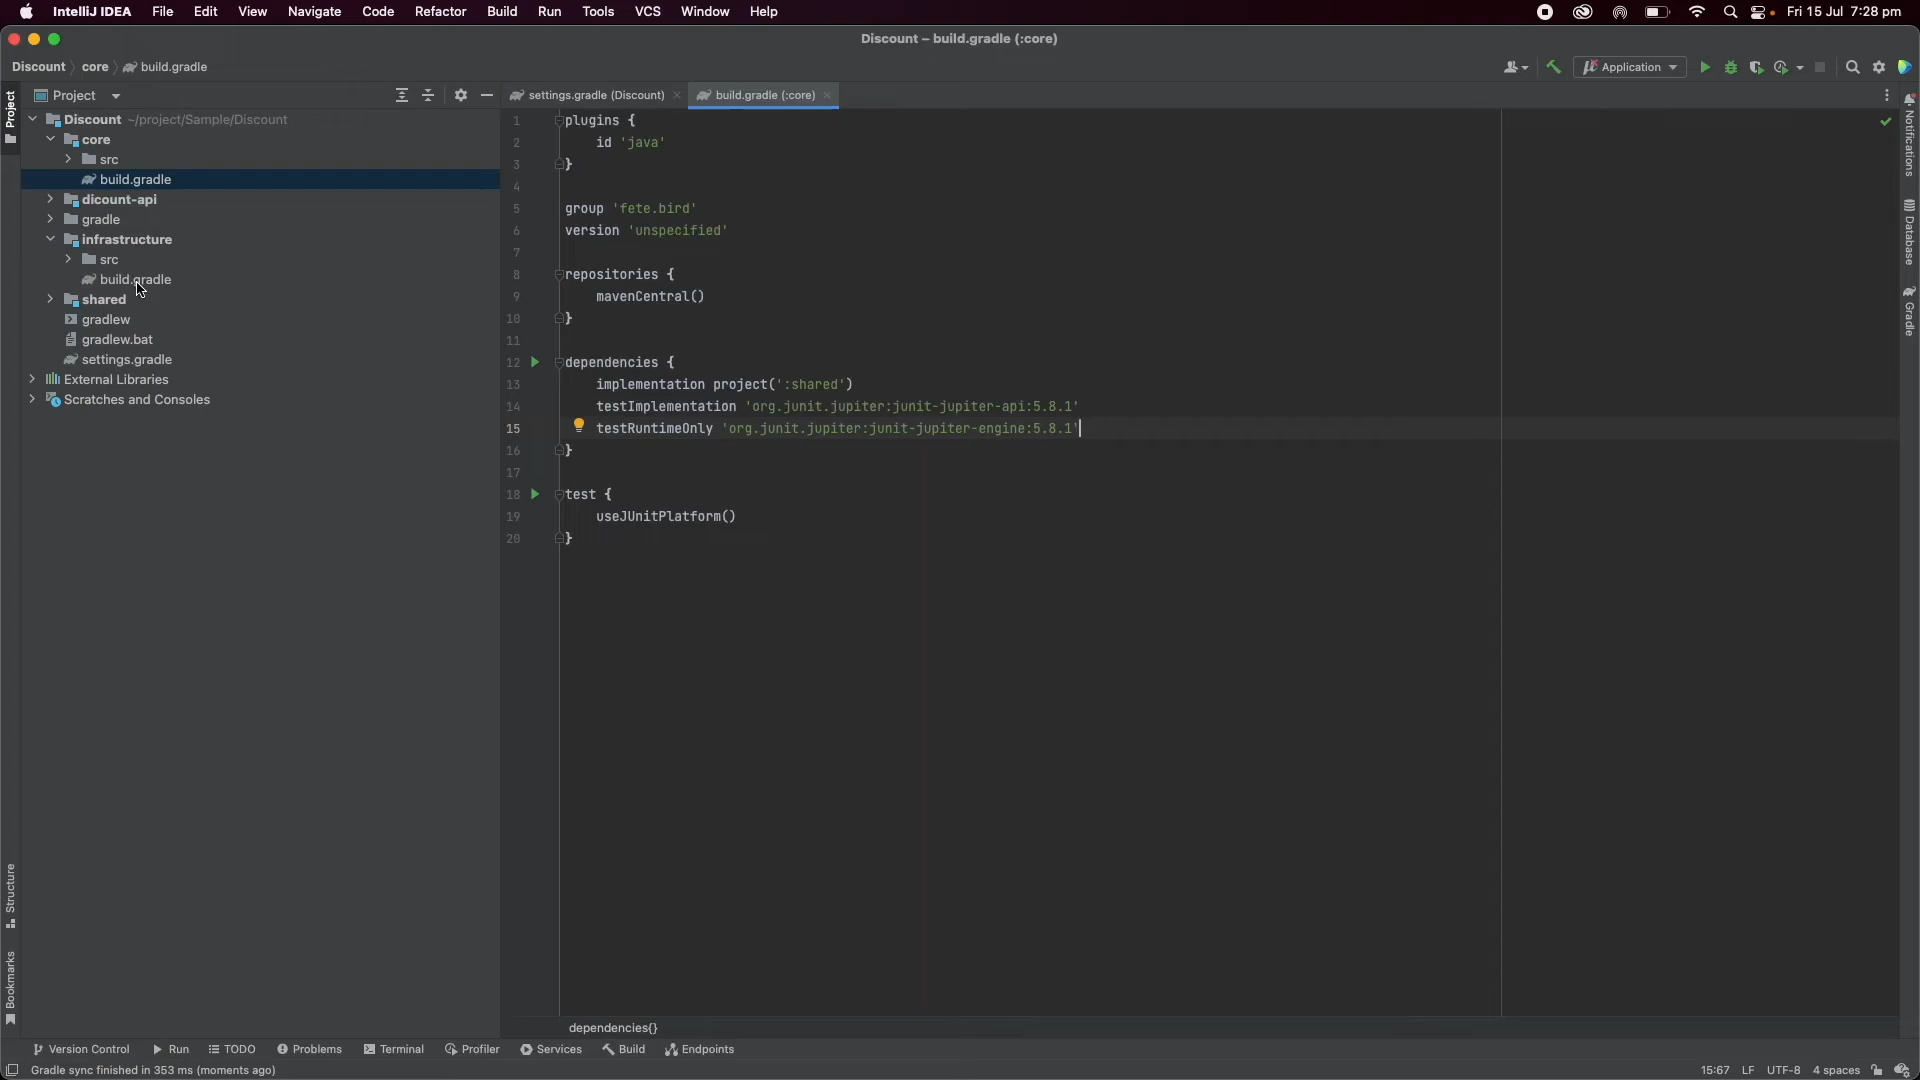 IntelliJ IDEA File Edit View Navigate Code Refactor Build Run Tools VCS Window Help Fri 15 Jul 7:28 pm
Discount – build.gradle (:core)
Discount core build.gradle Application
Project
Project
settings.gradle (Discount) build.gradle (:core)
Discount ~/project/Sample/Discount
core
src
build.gradle
dicount-api
gradle
infrastructure
src
build.gradle
shared
gradlew
gradlew.bat
settings.gradle
External Libraries
Scratches and Consoles
1 plugins {
2 id 'java'
3 }
4
5 group 'fete.bird'
6 version 'unspecified'
7
8 repositories {
9 mavenCentral()
10 }
11
12 dependencies {
13 implementation project(':shared')
14 testImplementation 'org.junit.jupiter:junit-jupiter-api:5.8.1'
15 testRuntimeOnly 'org.junit.jupiter:junit-jupiter-engine:5.8.1'
16 }
17
18 test {
19 useJUnitPlatform()
20 }
Notifications
Database
Gradle
Structure
Bookmarks
dependencies{}
Version Control Run TODO Problems Terminal Profiler Services Build Endpoints
Gradle sync finished in 353 ms (moments ago) 15:67 LF UTF-8 4 spaces